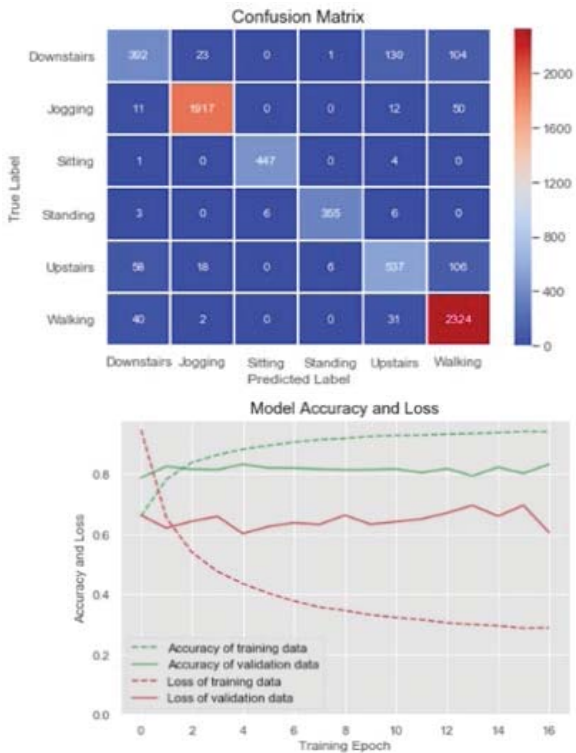 Confusion Matrix
True Label
Downstairs 392 23 0 1 130 104
Jogging 11 1917 0 0 12 50
Sitting 1 0 447 0 4 0
Standing 3 0 6 355 6 0
Upstairs 58 18 0 6 537 106
Walking 40 2 0 0 31 2324
Downstairs Jogging Sitting Standing Upstairs Walking
Predicted Label
2000
1600
1200
800
400
0
Model Accuracy and Loss
Accuracy and Loss
0.8
0.6
0.4
0.2
0.0
Accuracy of training data
Accuracy of validation data
Loss of training data
Loss of validation data
0 2 4 6 8 10 12 14 16
Training Epoch